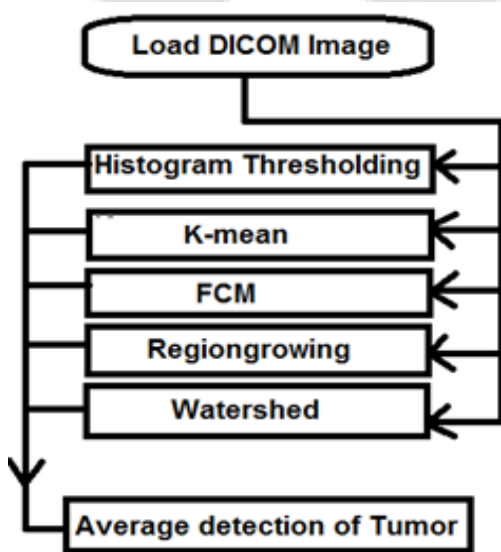 Load DICOM Image
Histogram Thresholding
K-mean
FCM
Regiongrowing
Watershed
Average detection of Tumor